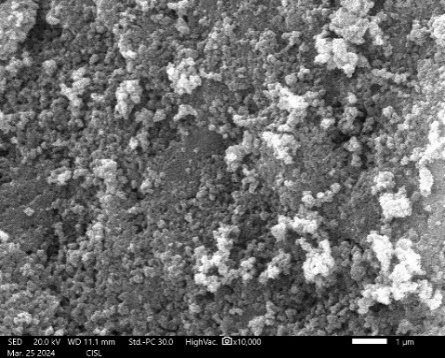 SED 20.0 kV WD 11.1 mm Std.-PC 30.0 HighVac. x10,000 1 µm
Mar. 25 2024 CISL